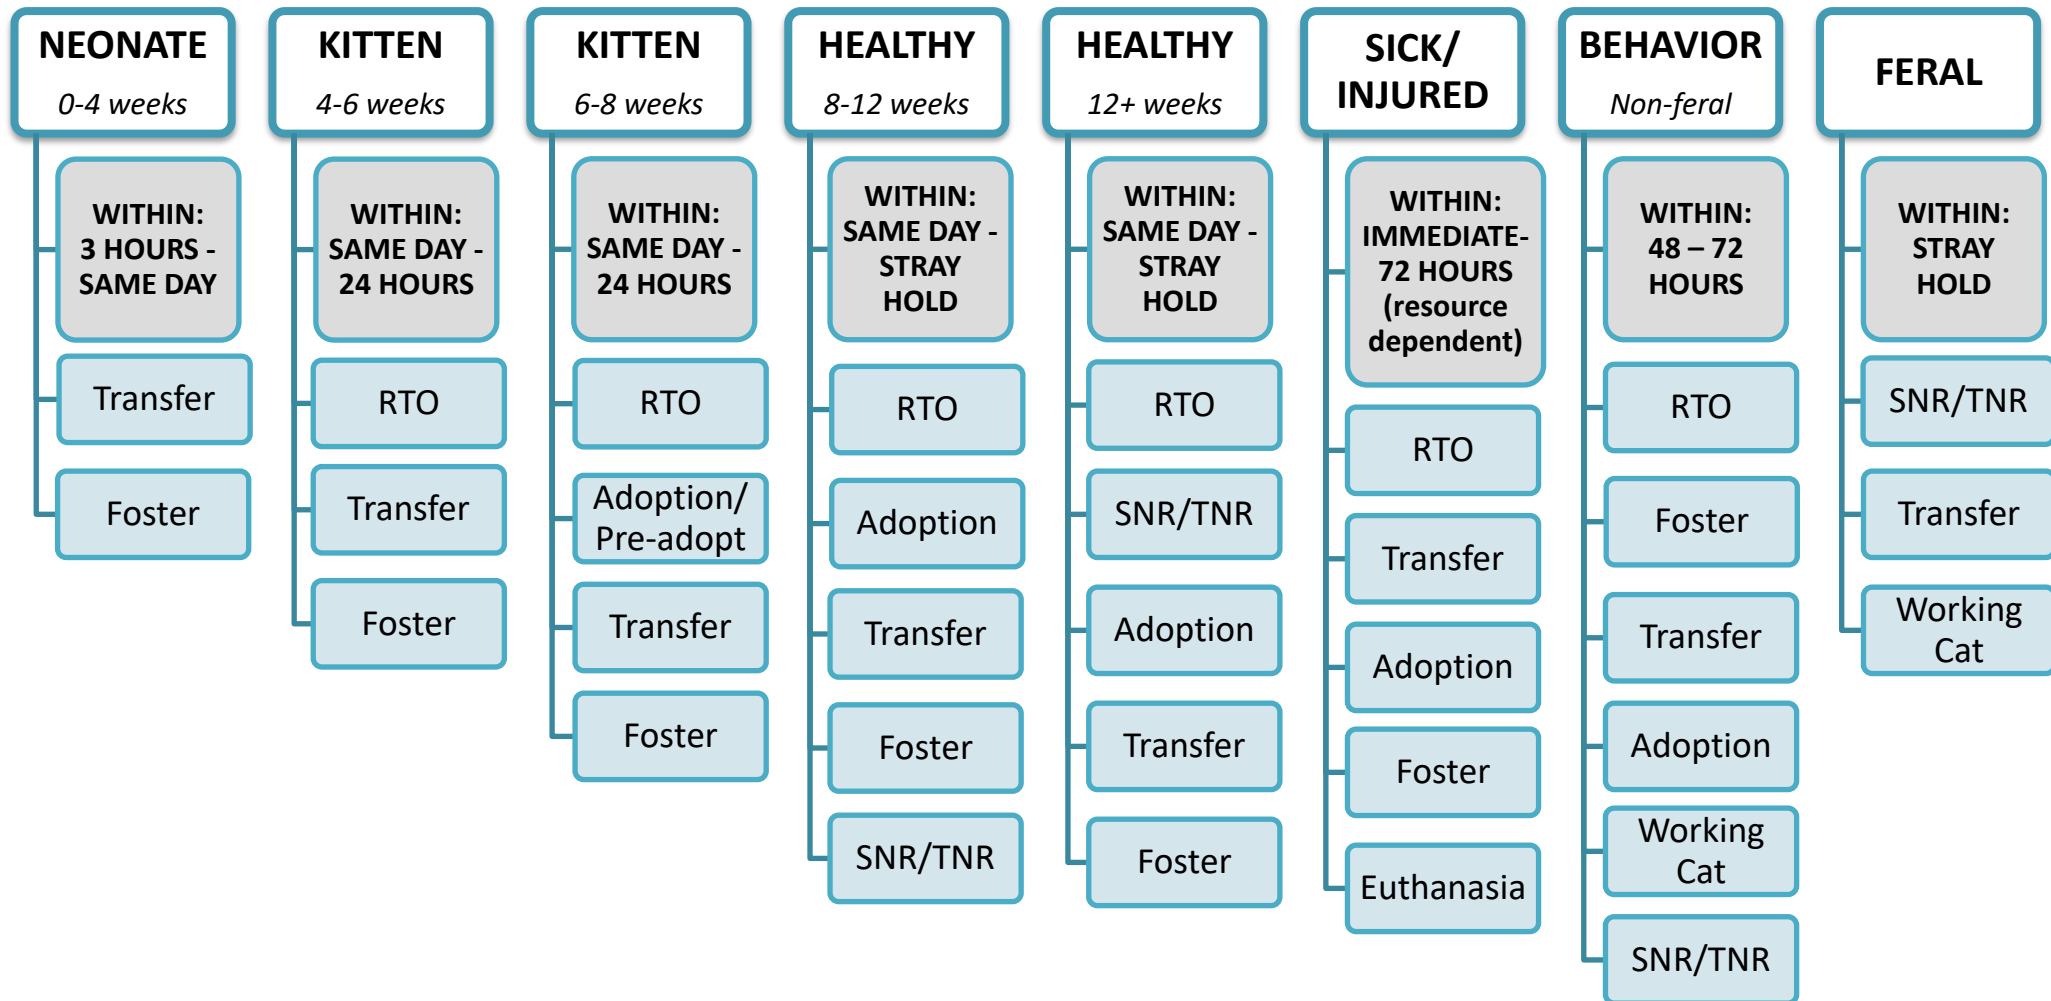 NEONATE
0-4 weeks
WITHIN:
3 HOURS -
SAME DAY
Transfer
Foster
KITTEN
4-6 weeks
WITHIN:
SAME DAY -
24 HOURS
RTO
Transfer
Foster
KITTEN
6-8 weeks
WITHIN:
SAME DAY -
24 HOURS
RTO
Adoption/
Pre-adopt
Transfer
Foster
HEALTHY
8-12 weeks
WITHIN:
SAME DAY -
STRAY
HOLD
RTO
Adoption
Transfer
Foster
SNR/TNR
HEALTHY
12+ weeks
WITHIN:
SAME DAY -
STRAY
HOLD
RTO
SNR/TNR
Adoption
Transfer
Foster
SICK/
INJURED
WITHIN:
IMMEDIATE-
72 HOURS
(resource
dependent)
RTO
Transfer
Adoption
Foster
Euthanasia
BEHAVIOR
Non-feral
WITHIN:
48 – 72
HOURS
RTO
Foster
Transfer
Adoption
Working
Cat
SNR/TNR
FERAL
WITHIN:
STRAY
HOLD
SNR/TNR
Transfer
Working
Cat